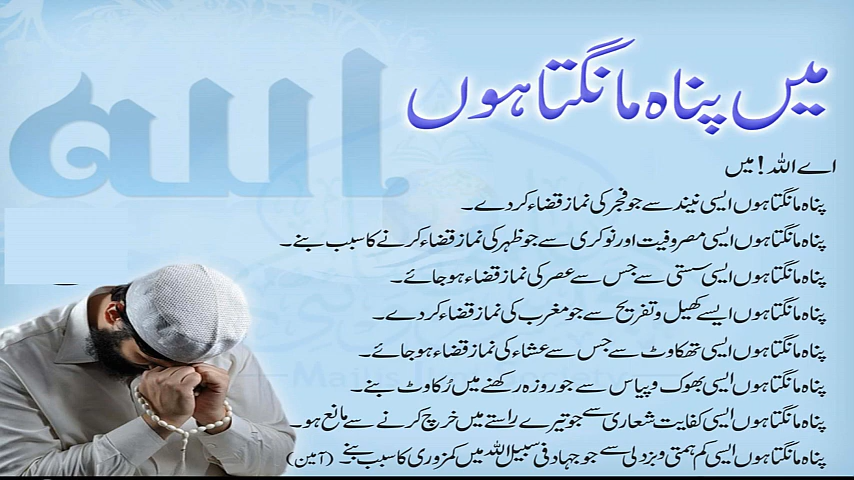 الله
میں پناہ مانگتا ہوں
اے اللہ! میں
پناہ مانگتا ہوں ایسی نیند سے جو فجر کی نماز قضاء کر دے۔
پناہ مانگتا ہوں ایسی مصروفیت اور نوکری سے جو ظہر کی نماز قضاء کرنے کا سبب بنے۔
پناہ مانگتا ہوں ایسی سستی سے جس سے عصر کی نماز قضاء ہو جائے۔
پناہ مانگتا ہوں ایسے کھیل و تفریح سے جو مغرب کی نماز قضاء کر دے۔
پناہ مانگتا ہوں ایسی تھکاوٹ سے جس سے عشاء کی نماز قضاء ہو جائے۔
پناہ مانگتا ہوں ایسی بھوک و پیاس سے جو روزہ رکھنے میں رُکاوٹ بنے۔
پناہ مانگتا ہوں ایسی کفایت شعاری سے جو تیرے راستے میں خرچ کرنے سے مانع ہو۔
پناہ مانگتا ہوں ایسی کم ہمتی و بزدلی سے جو جہاد فی سبیل اللہ میں کمزوری کا سبب بنے (آمین)